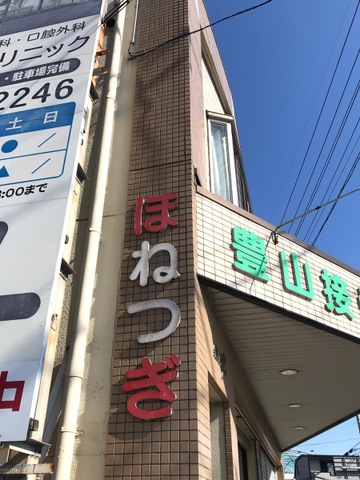 科・口腔外科
リニック
・駐車場完備
2246
土 日
▲ ／
● ／
:00まで
中
ほねつぎ
豊山接